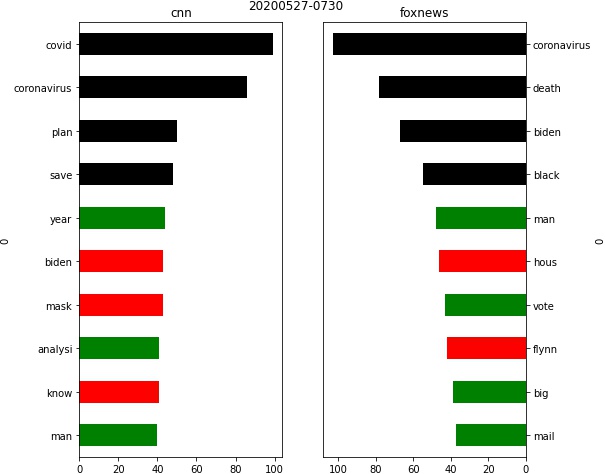 20200527-0730
cnn
foxnews
covid
coronavirus
plan
save
year
biden
mask
analysi
know
man
0
0 20 40 60 80 100
coronavirus
death
biden
black
man
hous
vote
flynn
big
mail
0
100 80 60 40 20 0